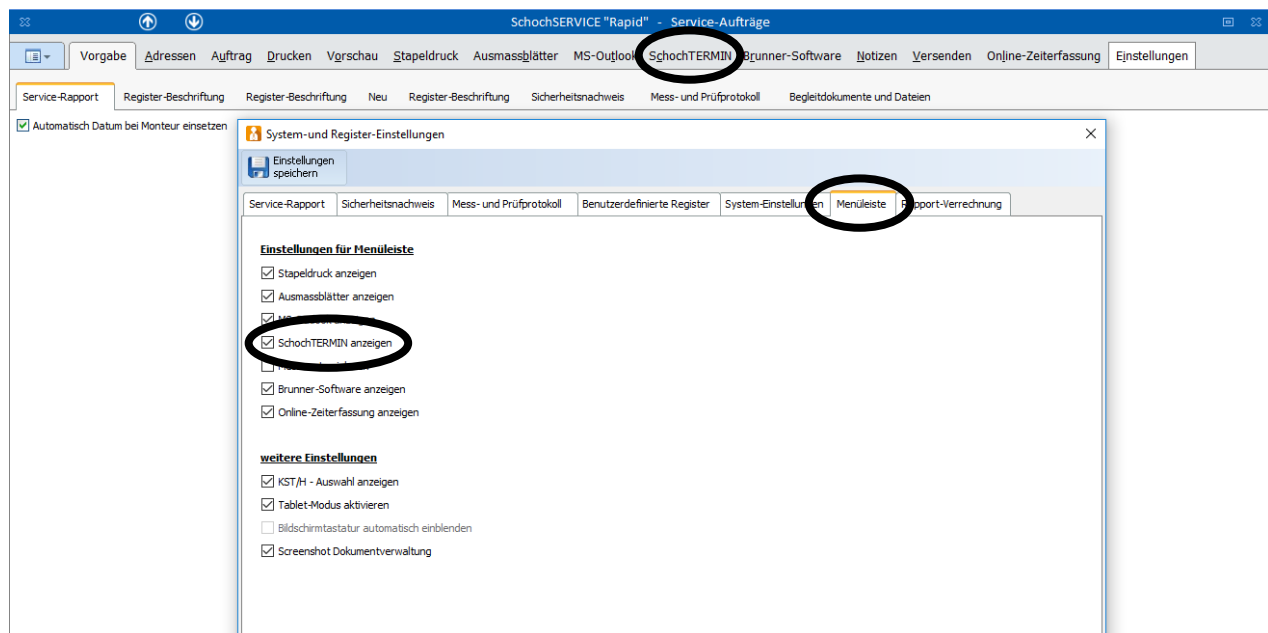 SchochSERVICE "Rapid" - Service-Aufträge
Vorgabe Adressen Auftrag Drucken Vorschau Stapeldruck Ausmassblätter MS-Outlook SchochTERMIN Brunner-Software Notizen Versenden Online-Zeiterfassung Einstellungen
Service-Rapport Register-Beschriftung Register-Beschriftung Neu Register-Beschriftung Sicherheitsnachweis Mess- und Prüfprotokoll Begleitdokumente und Dateien
Automatisch Datum bei Monteur einsetzen
System-und Register-Einstellungen
Einstellungen
speichern
Service-Rapport Sicherheitsnachweis Mess- und Prüfprotokoll Benutzerdefinierte Register System-Einstellungen Menüleiste Rapport-Verrechnung
Einstellungen für Menüleiste
Stapeldruck anzeigen
Ausmassblätter anzeigen
SchochTERMIN anzeigen
Brunner-Software anzeigen
Online-Zeiterfassung anzeigen
weitere Einstellungen
KST/H - Auswahl anzeigen
Tablet-Modus aktivieren
Bildschirmtastatur automatisch einblenden
Screenshot Dokumentverwaltung